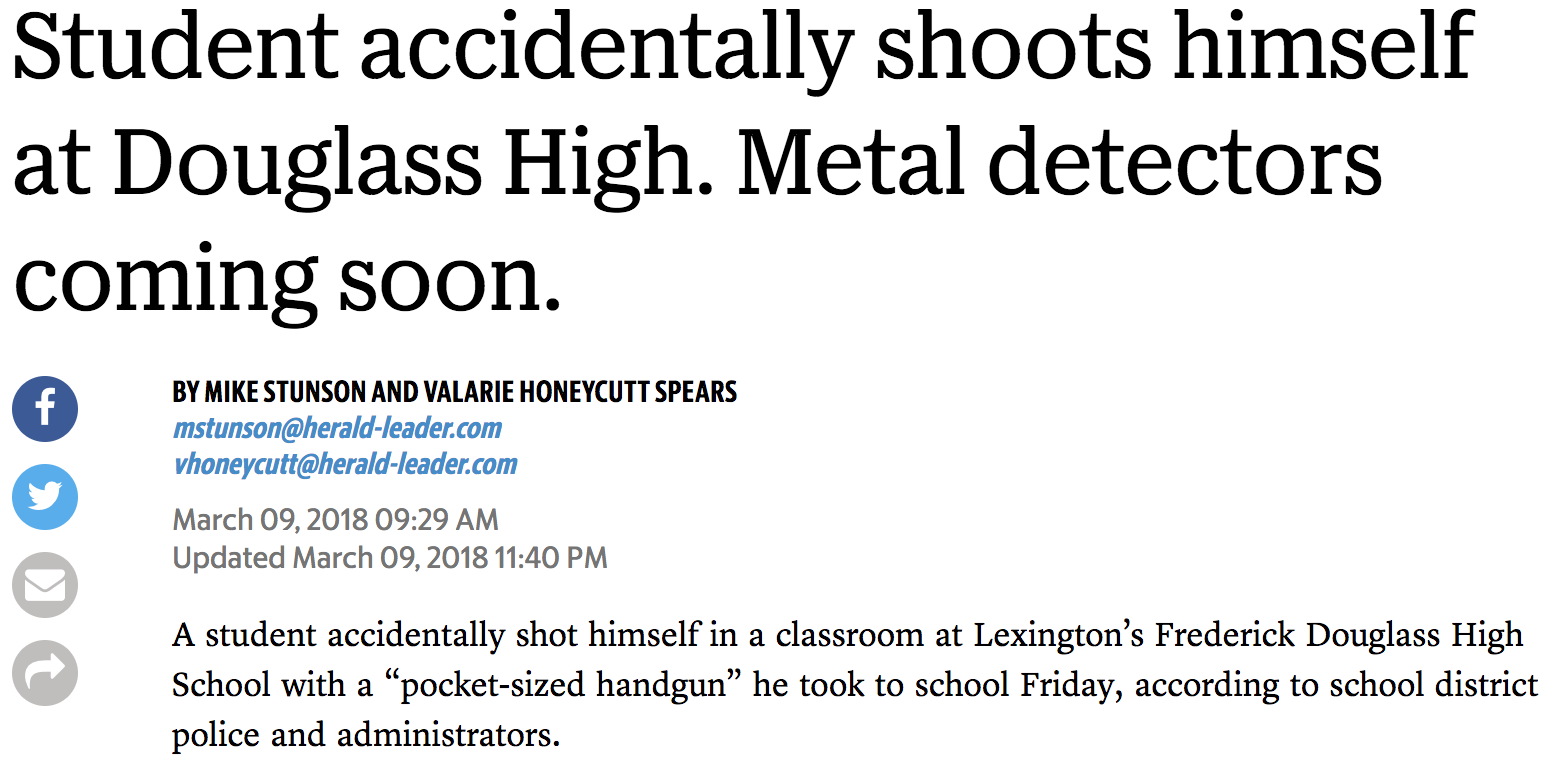 Student accidentally shoots himself
at Douglass High. Metal detectors
coming soon.
BY MIKE STUNSON AND VALARIE HONEYCUTT SPEARS
mstunson@herald-leader.com
vhoneycutt@herald-leader.com
March 09, 2018 09:29 AM
Updated March 09, 2018 11:40 PM
A student accidentally shot himself in a classroom at Lexington’s Frederick Douglass High
School with a “pocket-sized handgun” he took to school Friday, according to school district
police and administrators.